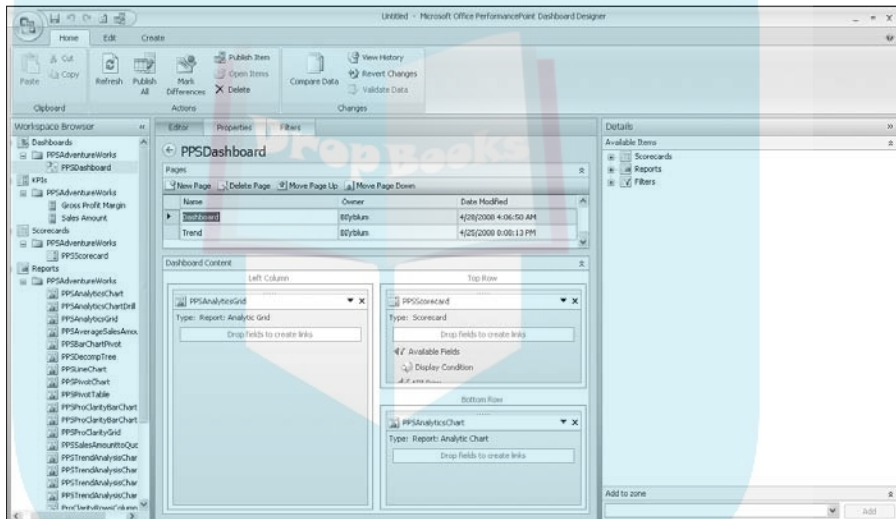 Untitled - Microsoft Office PerformancePoint Dashboard Designer
Home Edit Create
Paste
Cut
Copy
Clipboard
Refresh
Publish All
Mark Differences
Publish Item
Open Items
Delete
Actions
Compare Data
View History
Revert Changes
Validate Data
Changes
Workspace Browser
Dashboards
PPSAdventureWorks
PPSDashboard
KPIs
PPSAdventureWorks
Gross Profit Margin
Sales Amount
Scorecards
PPSAdventureWorks
PPSScorecard
Reports
PPSAdventureWorks
PPSAnalyticsChart
PPSAnalyticsChartDrill
PPSAnalyticsGrid
PPSAverageSalesAmou
PPSBarChartPivot
PPSDecompTree
PPSLineChart
PPSPivotChart
PPSPivotTable
PPSProClarityBarChart
PPSProClarityBarChart
PPSProClarityGrid
PPSSalesAmounttoQuo
PPSTrendAnalysisChar
PPSTrendAnalysisChar
PPSTrendAnalysisChar
PPSTrendAnalysisChar
ProClarityRowsColumn
Editor Properties Filters
PPSDashboard
Pages
New Page Delete Page Move Page Up Move Page Down
Name Owner Date Modified
Dashboard 4/28/2008 4:06:50 AM
Trend 4/25/2008 8:08:13 PM
Dashboard Content
Left Column
PPSAnalyticsGrid
Type: Report: Analytic Grid
Drop fields to create links
Top Row
PPSScorecard
Type: Scorecard
Drop fields to create links
Available Fields
Display Condition
Bottom Row
PPSAnalyticsChart
Type: Report: Analytic Chart
Drop fields to create links
Details
Available Items
Scorecards
Reports
Filters
Add to zone
Add
DropBooks